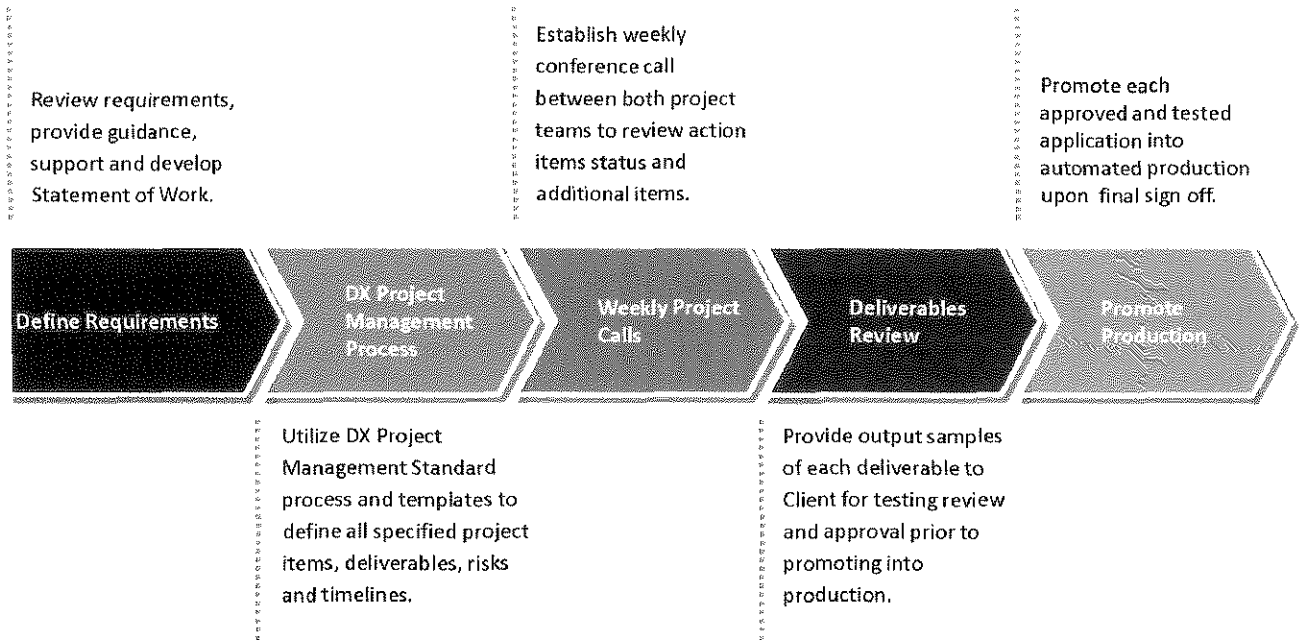 Review requirements,
provide guidance,
support and develop
Statement of Work.
Establish weekly
conference call
between both project
teams to review action
items status and
additional items.
Promote each
approved and tested
application into
automated production
upon final sign off.
Define Requirements
DX Project
Management
Process
Weekly Project
Calls
Deliverables
Review
Promote
Production
Utilize DX Project
Management Standard
process and templates to
define all specified project
items, deliverables, risks
and timelines.
Provide output samples
of each deliverable to
Client for testing review
and approval prior to
promoting into
production.